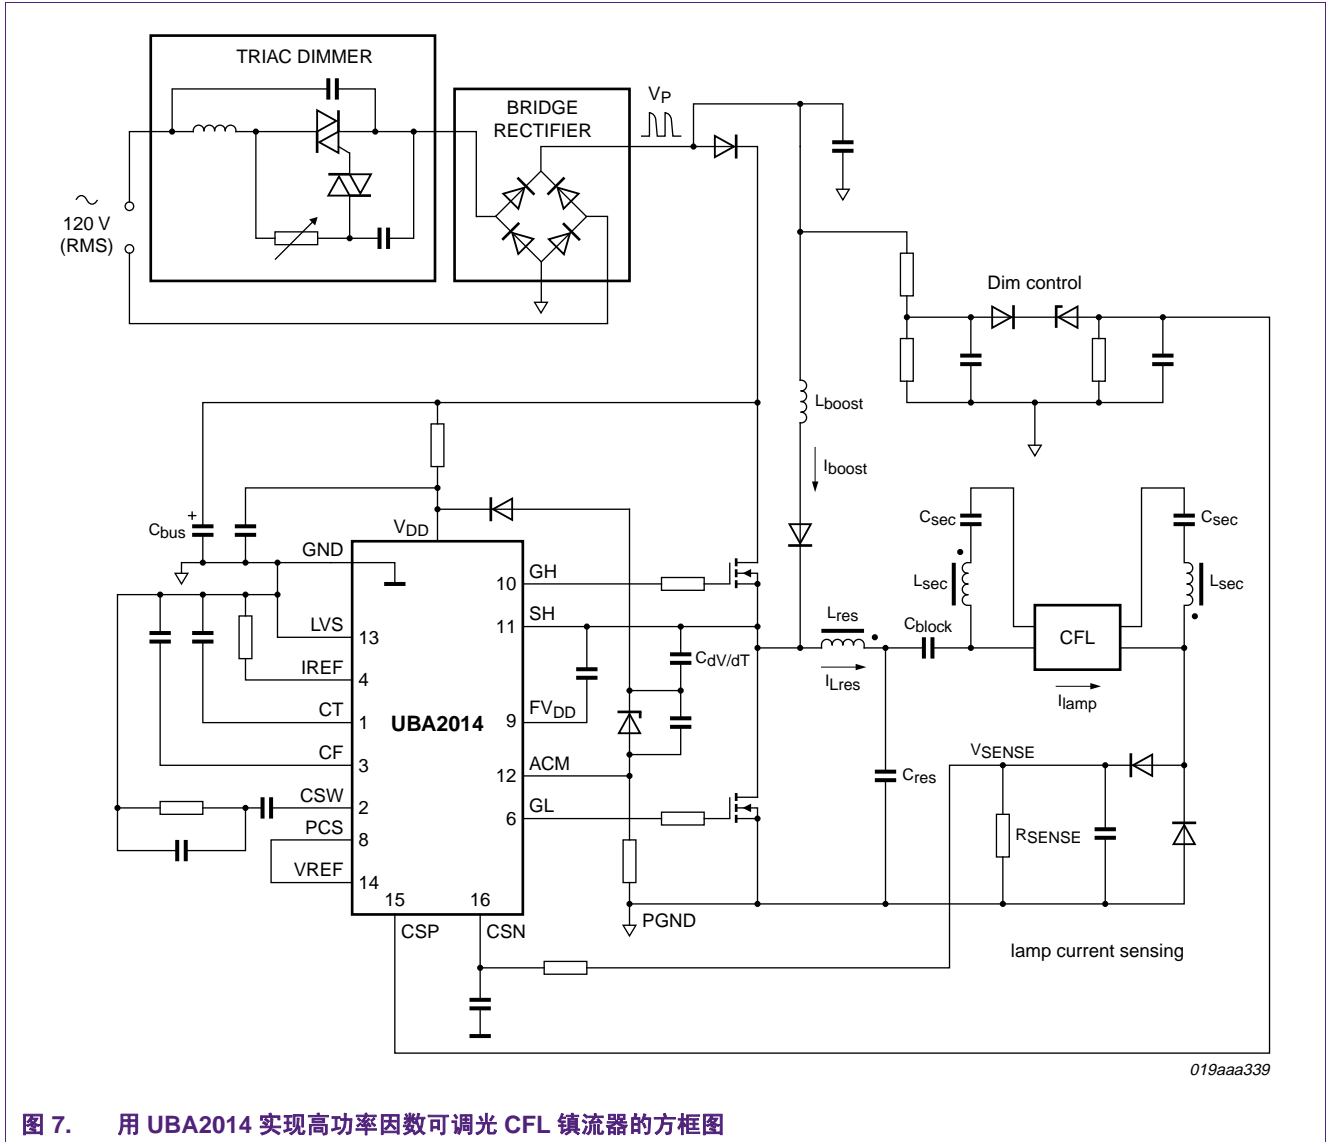 TRIAC DIMMER
BRIDGE
RECTIFIER
VP
120 V
(RMS)
Dim control
Lboost
Iboost
Cbus
+
VDD
GND
LVS
13
IREF
4
CT
1
CF
3
CSW
2
PCS
8
VREF
14
15
16
CSP
CSN
UBA2014
10
GH
11
SH
9
FVDD
12
ACM
6
GL
CdV/dT
PGND
Lres
ILres
Cblock
Cres
Csec
Lsec
CFL
Ilamp
Csec
Lsec
VSENSE
RSENSE
lamp current sensing
019aaa339
图 7. 用 UBA2014 实现高功率因数可调光 CFL 镇流器的方框图